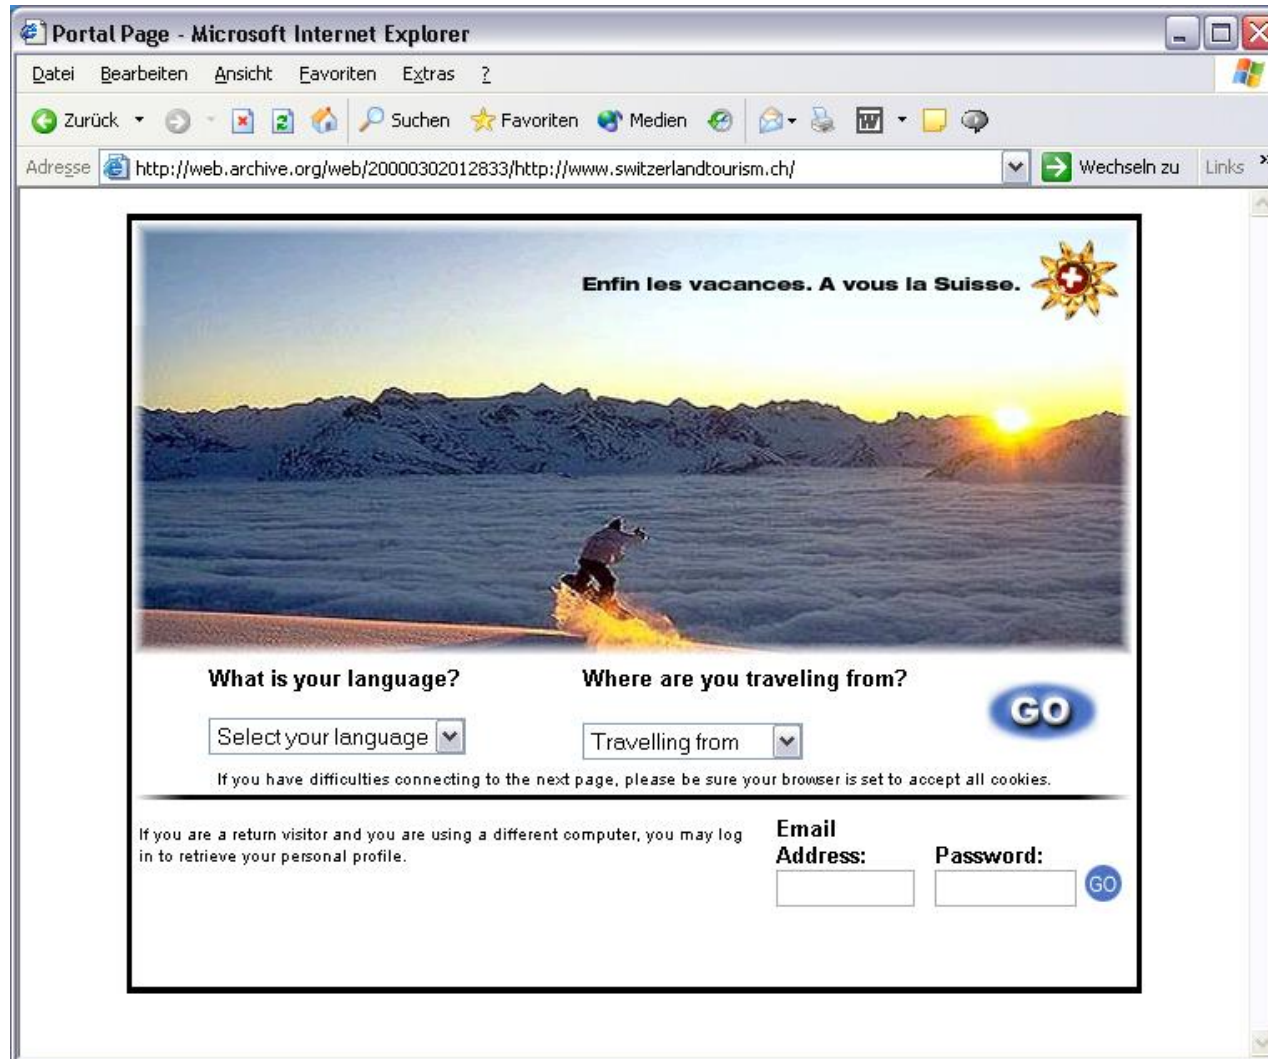 Portal Page - Microsoft Internet Explorer
Datei Bearbeiten Ansicht Favoriten Extras ?
Zurück Suchen Favoriten Medien
Adresse http://web.archive.org/web/20000302012833/http://www.switzerlandtourism.ch/ Wechseln zu Links »
Enfin les vacances. A vous la Suisse.
What is your language? Where are you traveling from?
GO
Select your language Travelling from
If you have difficulties connecting to the next page, please be sure your browser is set to accept all cookies.
If you are a return visitor and you are using a different computer, you may log
in to retrieve your personal profile.
Email
Address: Password:
GO